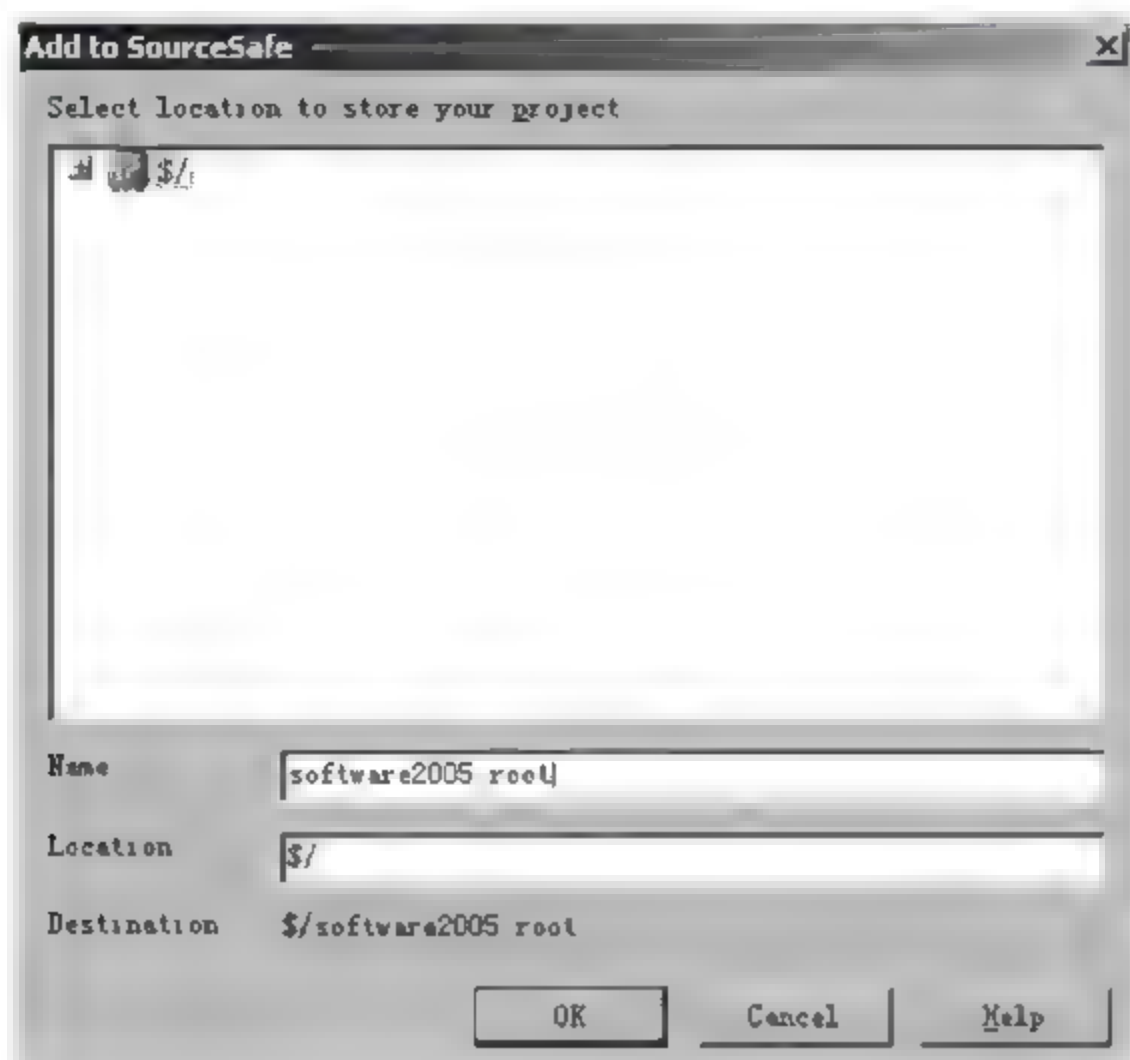 Add to SourceSafe
Select location to store your project
$/
Name software2005 root
Location $/
Destination $/software2005 root
OK Cancel Help